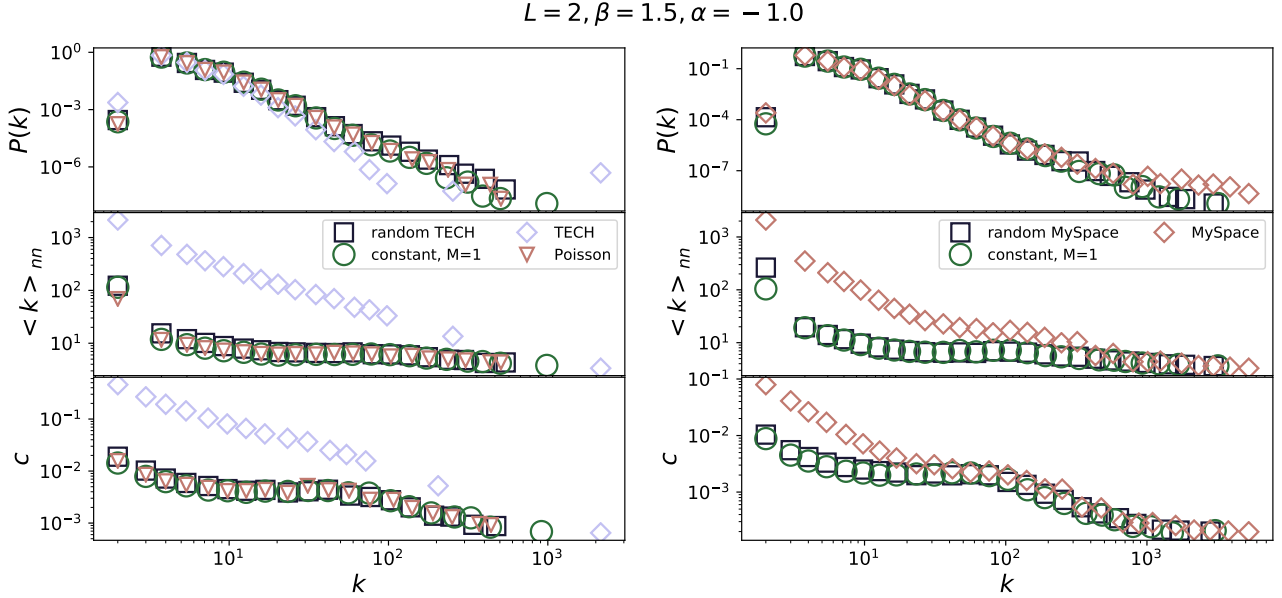 L = 2, β = 1.5, α = − 1.0
10^0
10^-3
10^-6
P(k)
10^-1
10^-4
10^-7
P(k)
10^3
10^2
10^1
< k >_nn
random TECH
constant, M=1
TECH
Poisson
10^3
10^2
10^1
< k >_nn
random MySpace
constant, M=1
MySpace
10^-1
10^-2
10^-3
c
10^-1
10^-2
10^-3
c
10^1
10^2
10^3
k
10^1
10^2
10^3
k